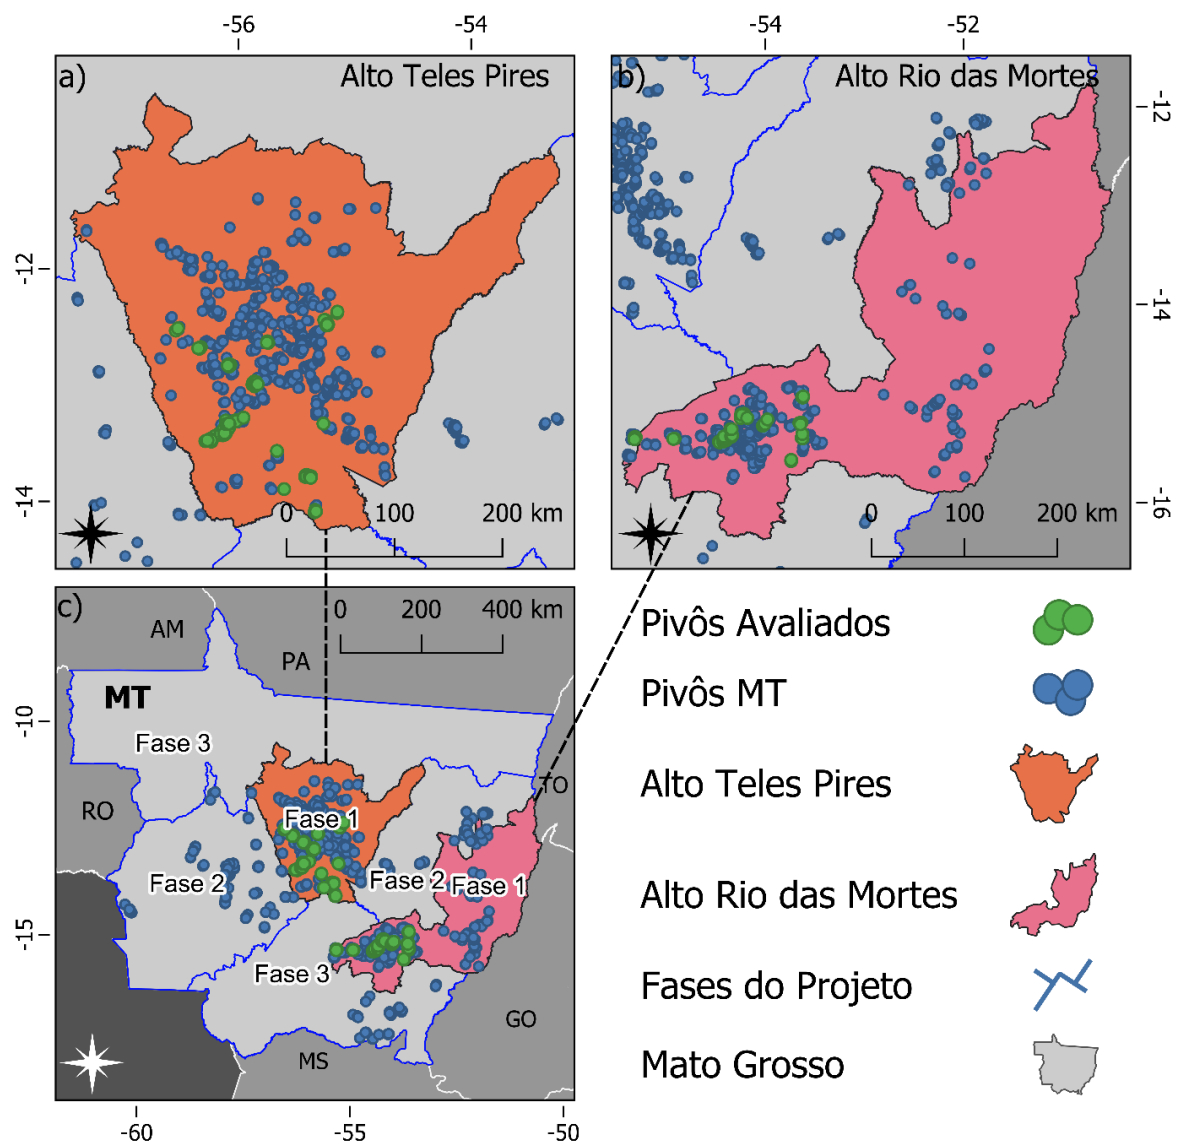 -56
-54
-54
-52
a)
Alto Teles Pires
b)
Alto Rio das Mortes
-12
-14
-12
-14
-16
0
100
200 km
0
100
200 km
c)
0
200
400 km
AM
PA
MT
Fase 3
TO
RO
Fase 1
Fase 2
Fase 2
Fase 1
Fase 3
GO
MS
-10
-15
-60
-55
-50
Pivôs Avaliados
Pivôs MT
Alto Teles Pires
Alto Rio das Mortes
Fases do Projeto
Mato Grosso